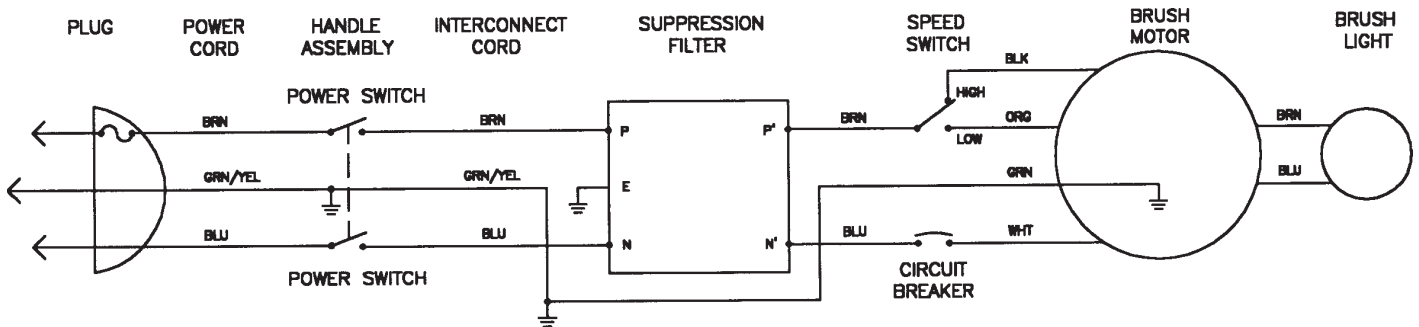 PLUG
POWER
CORD
HANDLE
ASSEMBLY
INTERCONNECT
CORD
SUPPRESSION
FILTER
SPEED
SWITCH
BRUSH
MOTOR
BRUSH
LIGHT
POWER SWITCH
BLK
HIGH
BRN
BRN
P
P'
BRN
ORG
LOW
BRN
GRN/YEL
GRN/YEL
E
GRN
BLU
BLU
BLU
N
N'
BLU
WHT
POWER SWITCH
CIRCUIT
BREAKER